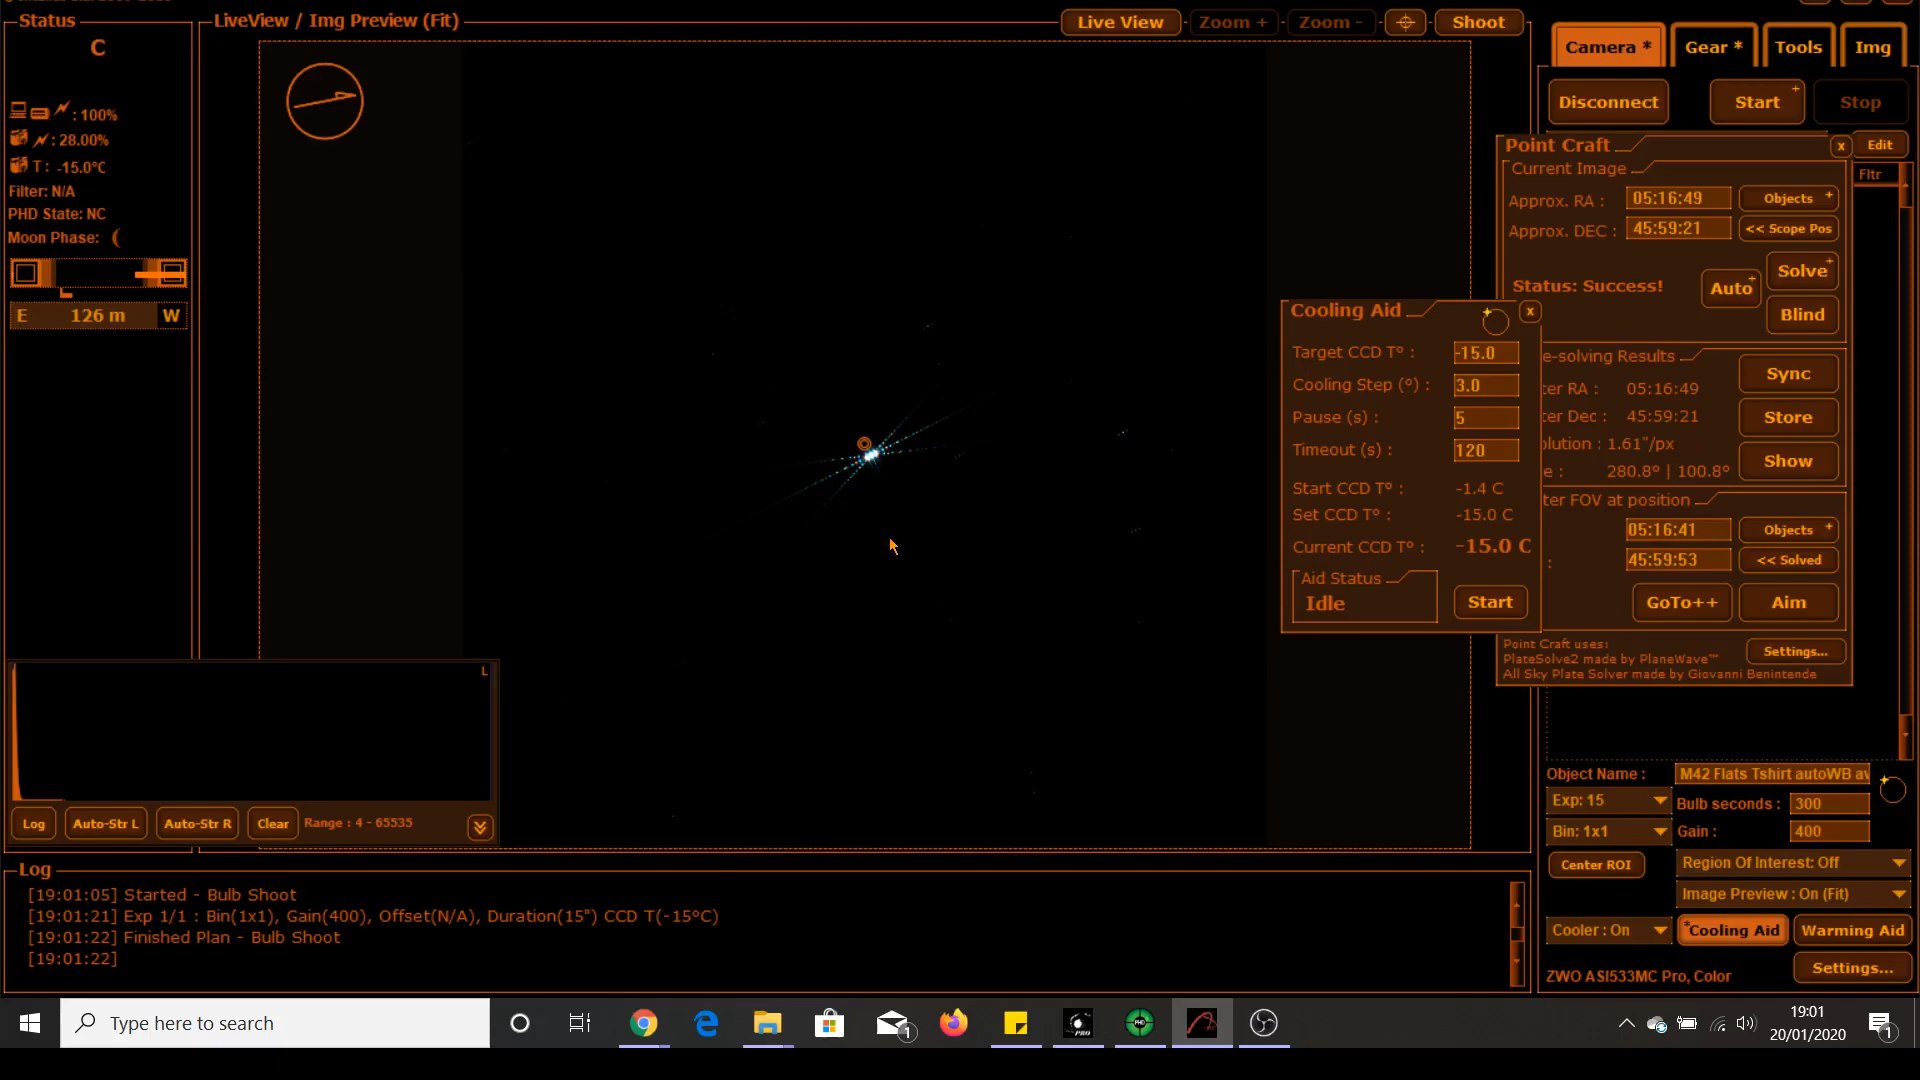 Status
C
: 100%
: 28.00%
T : -15.0°C
Filter: N/A
PHD State: NC
Moon Phase:
E 126 m W
LiveView / Img Preview (Fit)
Live View
Zoom +
Zoom -
Shoot
Camera *
Gear *
Tools
Img
Disconnect
Start +
Stop
Edit
Fltr
Point Craft
x
Current Image
Approx. RA : 05:16:49 Objects +
Approx. DEC : 45:59:21 << Scope Pos
Status: Success!
Auto +
Solve +
Blind
e-solving Results
Sync
ter RA : 05:16:49
ter Dec : 45:59:21
Store
lution : 1.61"/px
e : 280.8° | 100.8°
Show
ter FOV at position
05:16:41 Objects +
: 45:59:53 << Solved
GoTo++
Aim
Point Craft uses:
PlateSolve2 made by PlaneWave™
All Sky Plate Solver made by Giovanni Benintende
Settings...
Cooling Aid
x
Target CCD T° : -15.0
Cooling Step (°) : 3.0
Pause (s) : 5
Timeout (s) : 120
Start CCD T° : -1.4 C
Set CCD T° : -15.0 C
Current CCD T° : -15.0 C
Aid Status
Idle
Start
L
Log
Auto-Str L
Auto-Str R
Clear
Range : 4 - 65535
Object Name : M42 Flats Tshirt autoWB av
Exp: 15
Bulb seconds : 300
Bin: 1x1
Gain : 400
Center ROI
Region Of Interest: Off
Image Preview : On (Fit)
Cooler : On
*Cooling Aid
Warming Aid
ZWO ASI533MC Pro, Color
Settings...
Log
[19:01:05] Started - Bulb Shoot
[19:01:21] Exp 1/1 : Bin(1x1), Gain(400), Offset(N/A), Duration(15") CCD T(-15°C)
[19:01:22] Finished Plan - Bulb Shoot
[19:01:22]
Type here to search
1
PRO
PHD
19:01
20/01/2020
1